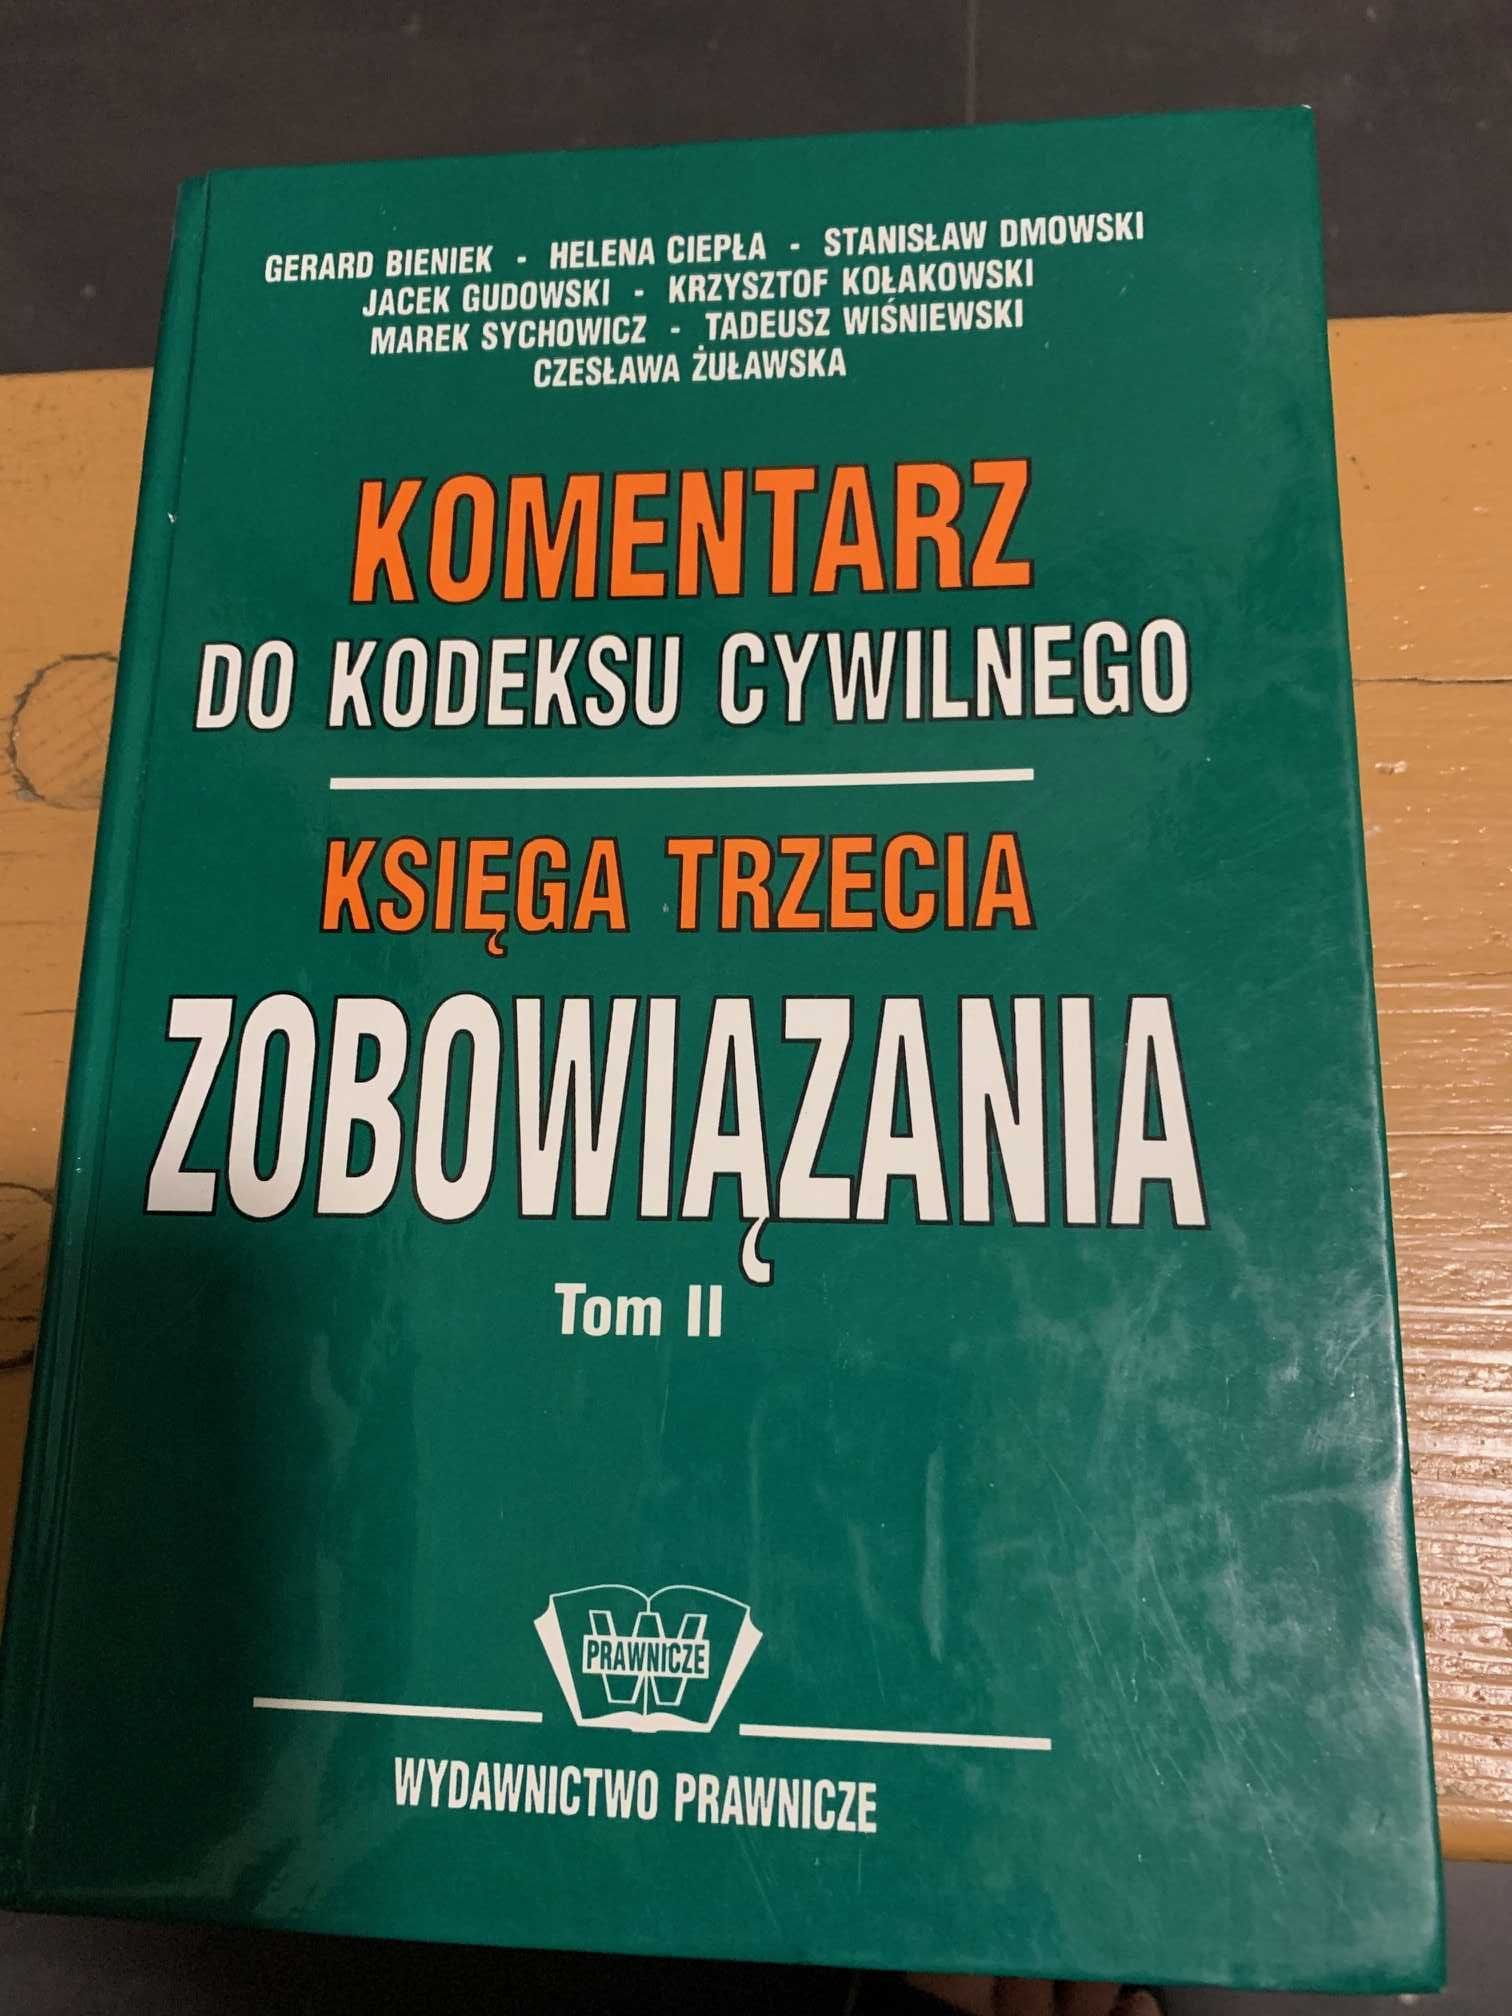 GERARD BIENIEK - HELENA CIEPŁA - STANISŁAW DMOWSKI
JACEK GUDOWSKI - KRZYSZTOF KOŁAKOWSKI
MAREK SYCHOWICZ - TADEUSZ WIŚNIEWSKI
CZESŁAWA ŻUŁAWSKA
KOMENTARZ
DO KODEKSU CYWILNEGO
KSIĘGA TRZECIA
ZOBOWIĄZANIA
Tom II
W
PRAWNICZE
WYDAWNICTWO PRAWNICZE